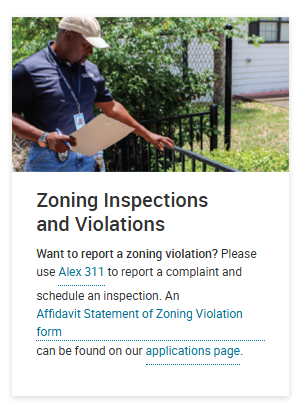 Zoning Inspections
and Violations
Want to report a zoning violation? Please
use Alex 311 to report a complaint and
schedule an inspection. An
Affidavit Statement of Zoning Violation
form
can be found on our applications page.